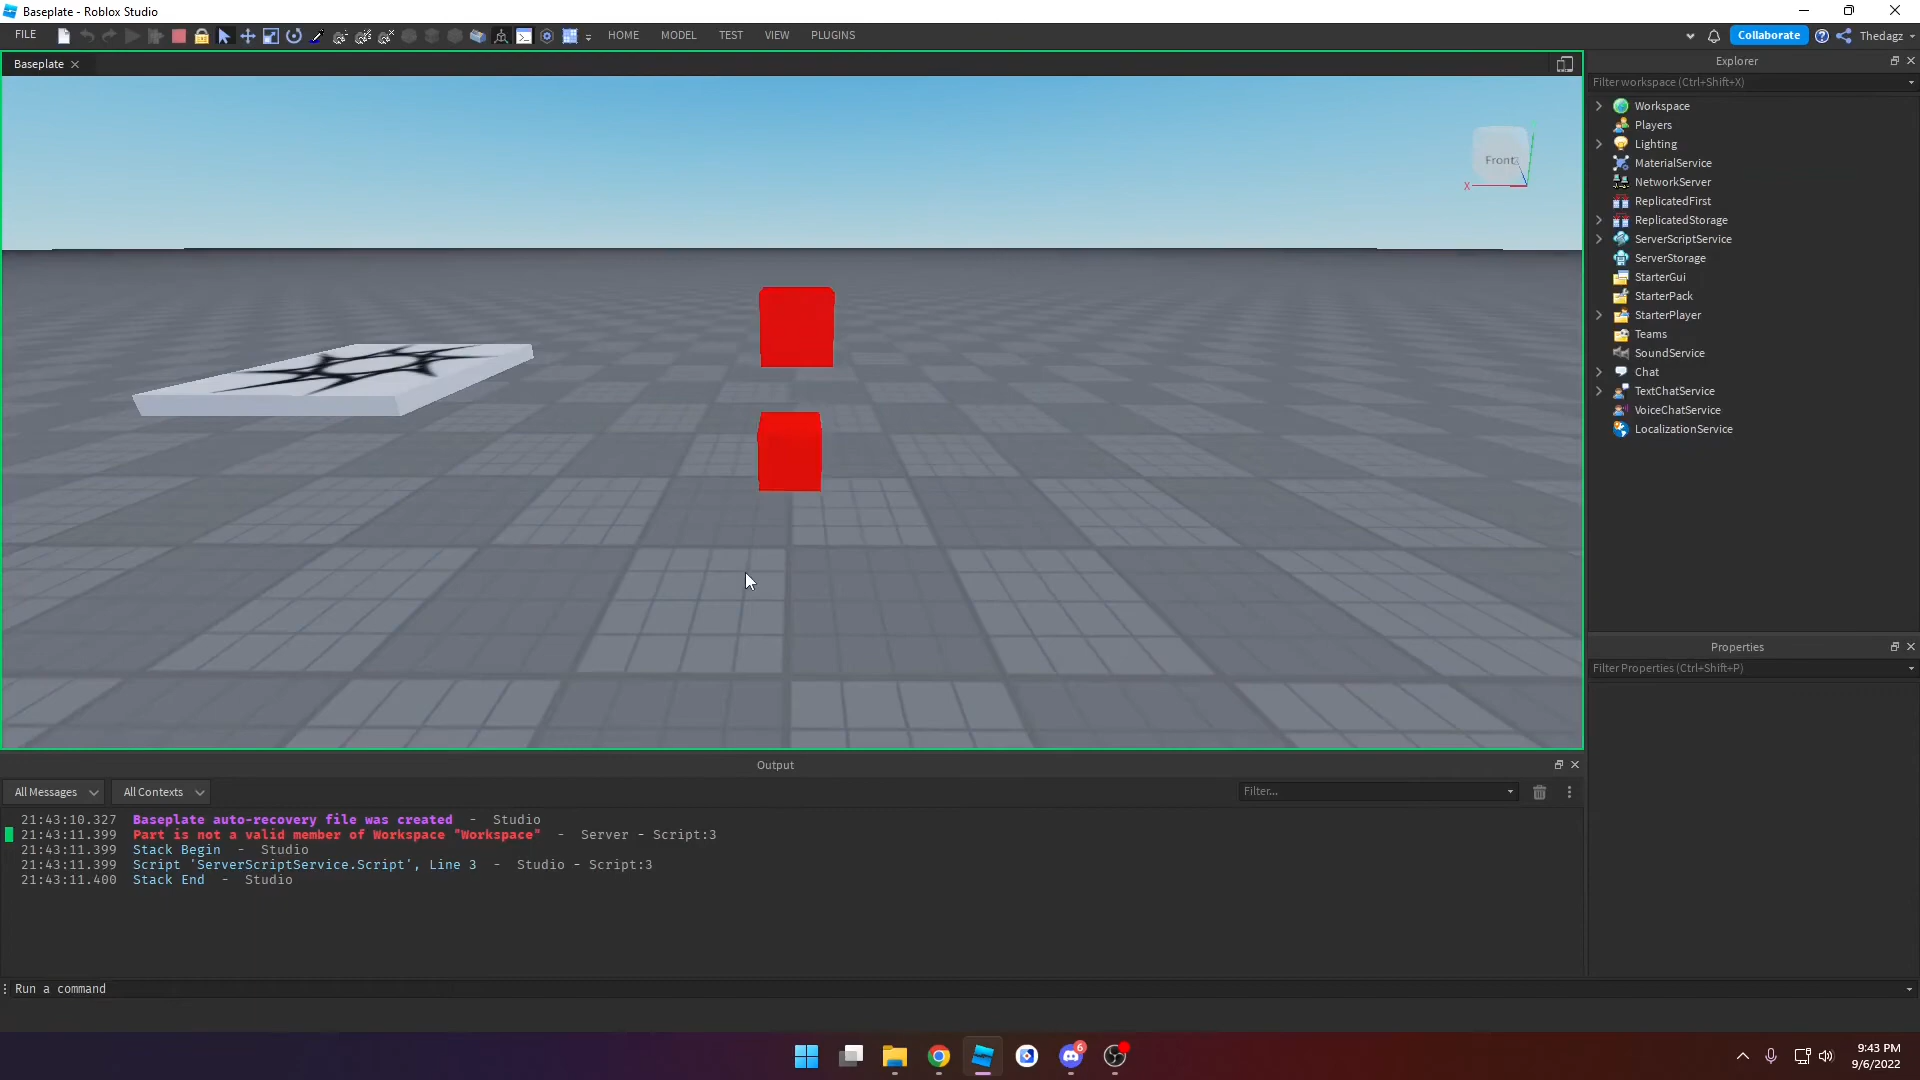 Baseplate - Roblox Studio
FILE HOME MODEL TEST VIEW PLUGINS Collaborate Thedagz
Baseplate
Explorer
Filter workspace (Ctrl+Shift+X)
Workspace
Players
Lighting
MaterialService
NetworkServer
ReplicatedFirst
ReplicatedStorage
ServerScriptService
ServerStorage
StarterGui
StarterPack
StarterPlayer
Teams
SoundService
Chat
TextChatService
VoiceChatService
LocalizationService
Front
X
Properties
Filter Properties (Ctrl+Shift+P)
Output
All Messages All Contexts Filter...
21:43:10.327 Baseplate auto-recovery file was created - Studio
21:43:11.399 Part is not a valid member of Workspace "Workspace" - Server - Script:3
21:43:11.399 Stack Begin - Studio
21:43:11.399 Script 'ServerScriptService.Script', Line 3 - Studio - Script:3
21:43:11.400 Stack End - Studio
Run a command
6
9:43 PM
9/6/2022